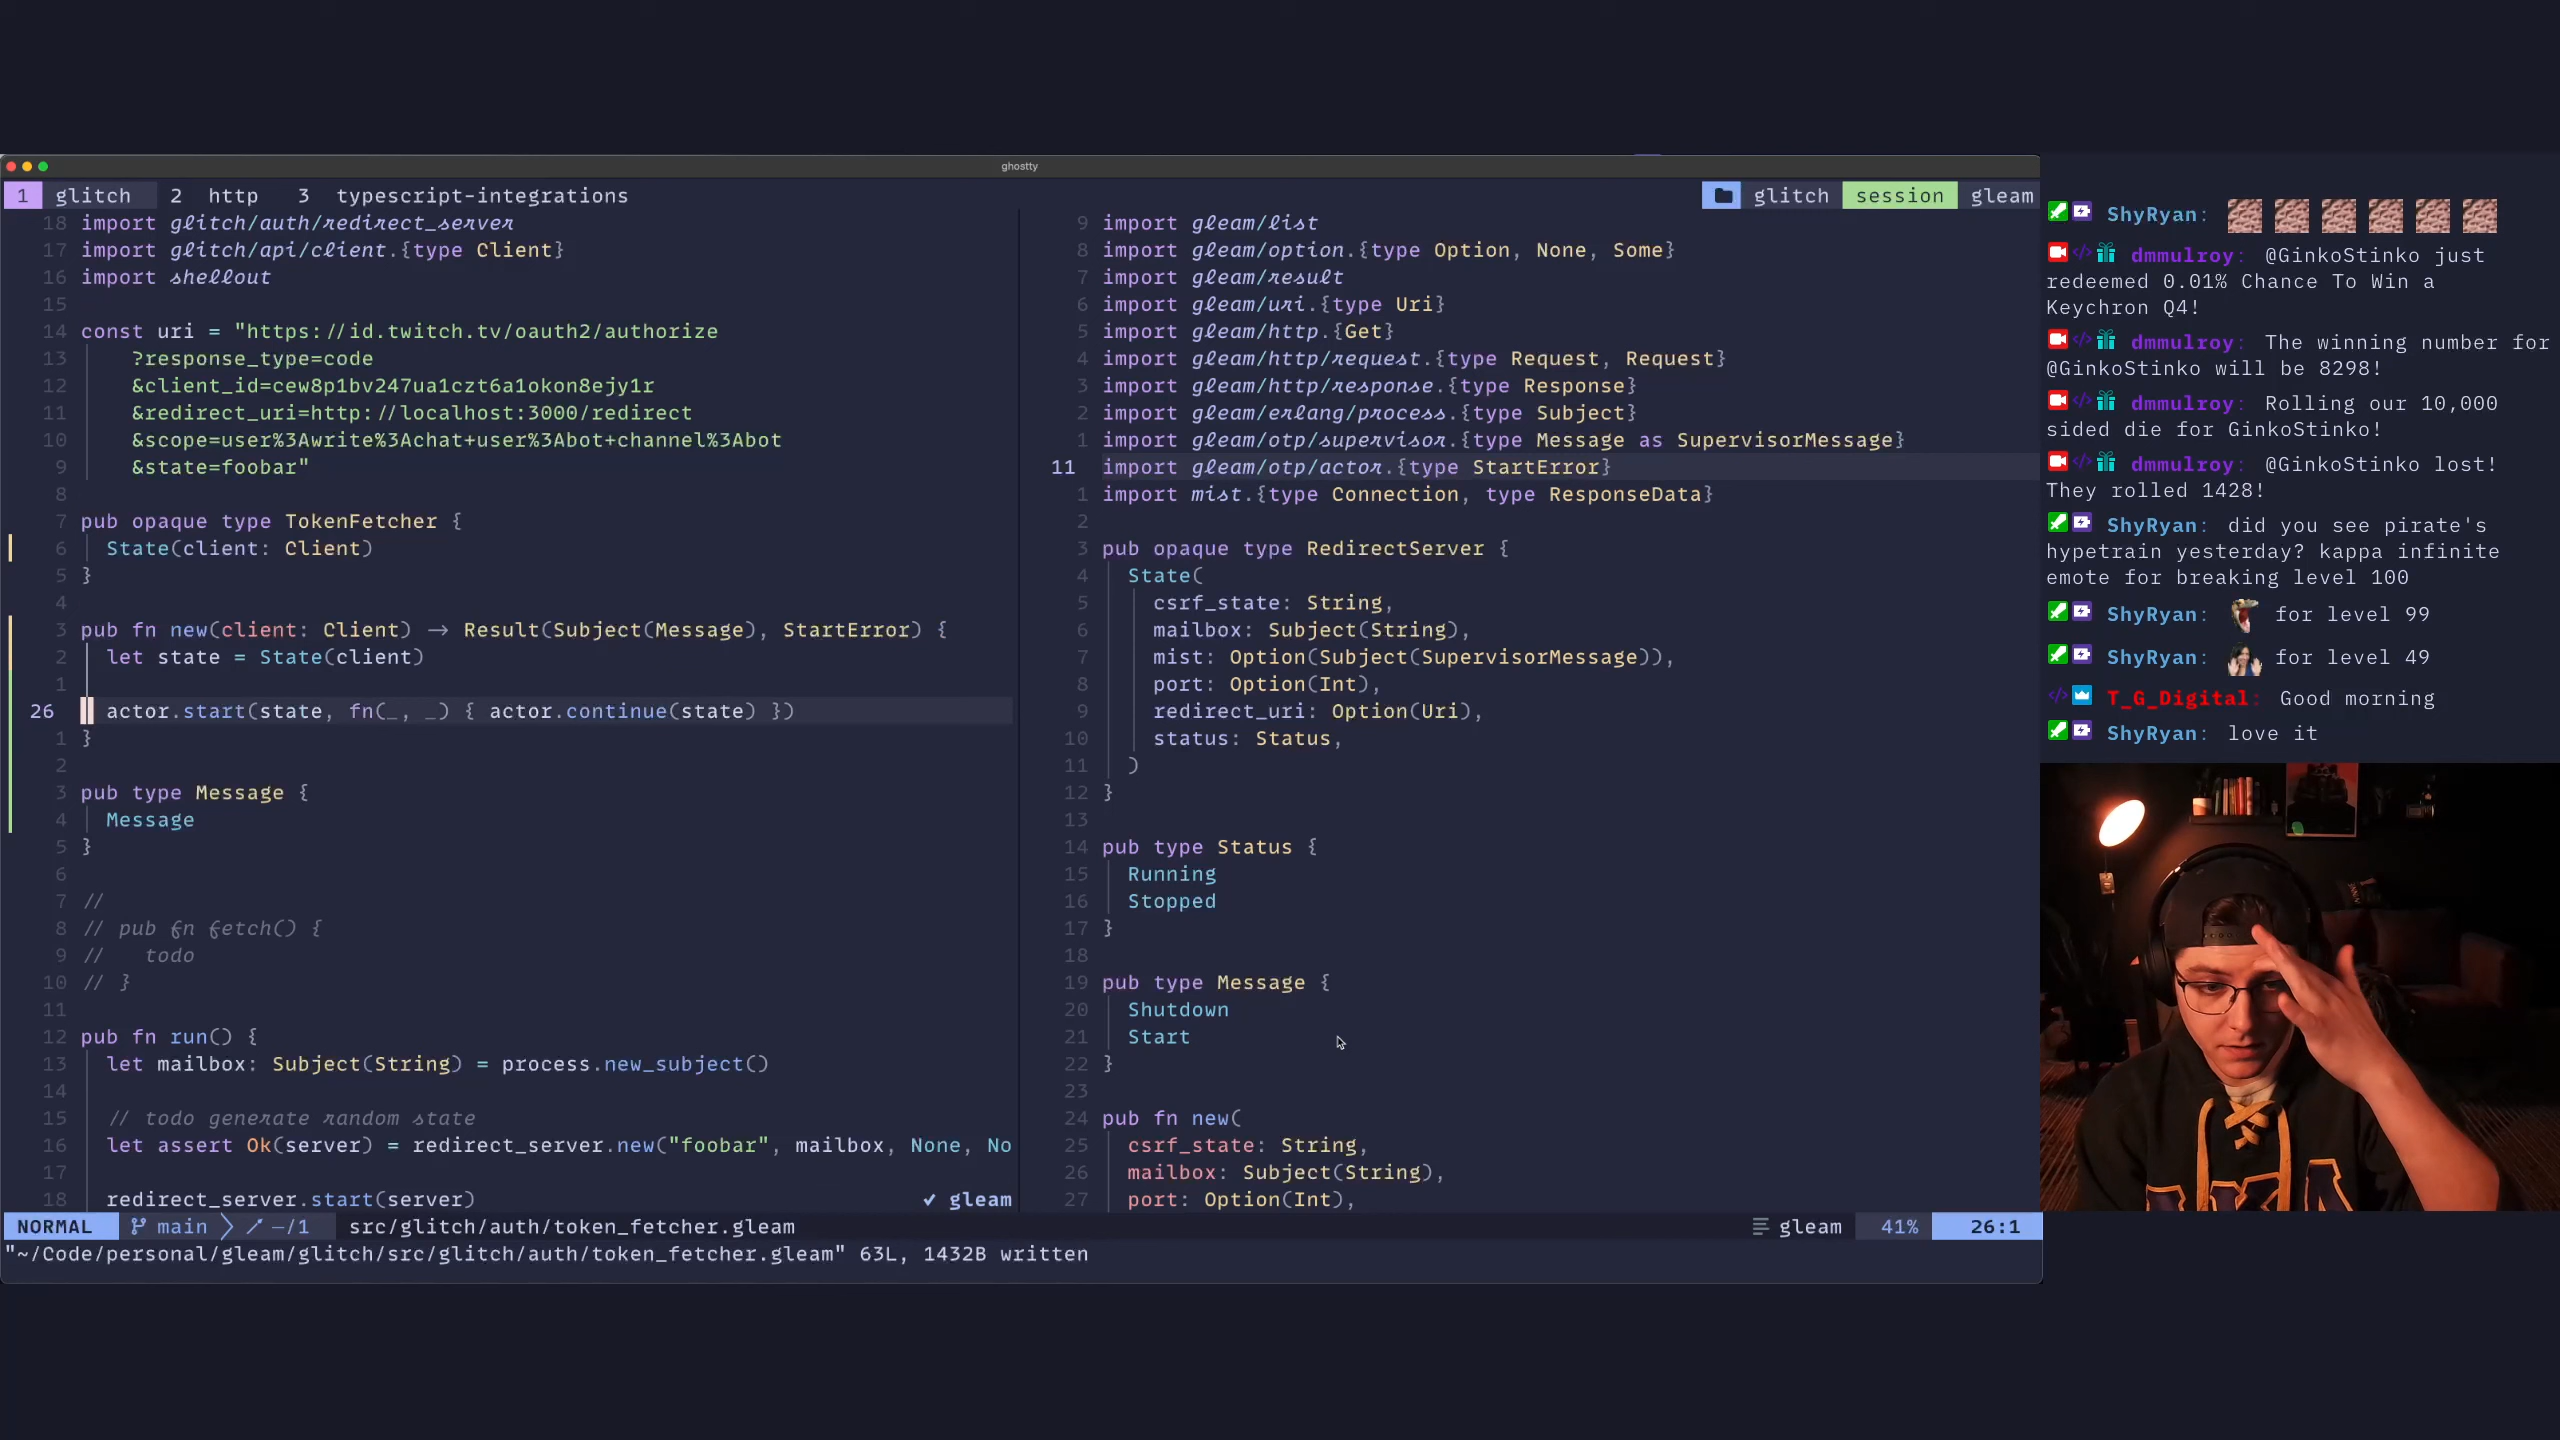 ghostty
1 glitch 2 http 3 typescript-integrations
glitch session gleam
18 import glitch/auth/redirect_server
17 import glitch/api/client.{type Client}
16 import shellout
15
14 const uri = "https://id.twitch.tv/oauth2/authorize
13 ?response_type=code
12 &client_id=cew8p1bv247ua1czt6a1okon8ejy1r
11 &redirect_uri=http://localhost:3000/redirect
10 &scope=user%3Awrite%3Achat+user%3Abot+channel%3Abot
9 &state=foobar"
8
7 pub opaque type TokenFetcher {
6 State(client: Client)
5 }
4
3 pub fn new(client: Client) -> Result(Subject(Message), StartError) {
2 let state = State(client)
1
26 actor.start(state, fn(_, _) { actor.continue(state) })
1 }
2
3 pub type Message {
4 Message
5 }
6
7 //
8 // pub fn fetch() {
9 // todo
10 // }
11
12 pub fn run() {
13 let mailbox: Subject(String) = process.new_subject()
14
15 // todo generate random state
16 let assert Ok(server) = redirect_server.new("foobar", mailbox, None, No
17
18 redirect_server.start(server)
✓ gleam
9 import gleam/list
8 import gleam/option.{type Option, None, Some}
7 import gleam/result
6 import gleam/uri.{type Uri}
5 import gleam/http.{Get}
4 import gleam/http/request.{type Request, Request}
3 import gleam/http/response.{type Response}
2 import gleam/erlang/process.{type Subject}
1 import gleam/otp/supervisor.{type Message as SupervisorMessage}
11 import gleam/otp/actor.{type StartError}
1 import mist.{type Connection, type ResponseData}
2
3 pub opaque type RedirectServer {
4 State(
5 csrf_state: String,
6 mailbox: Subject(String),
7 mist: Option(Subject(SupervisorMessage)),
8 port: Option(Int),
9 redirect_uri: Option(Uri),
10 status: Status,
11 )
12 }
13
14 pub type Status {
15 Running
16 Stopped
17 }
18
19 pub type Message {
20 Shutdown
21 Start
22 }
23
24 pub fn new(
25 csrf_state: String,
26 mailbox: Subject(String),
27 port: Option(Int),
NORMAL main −/1 src/glitch/auth/token_fetcher.gleam gleam 41% 26:1
"~/Code/personal/gleam/glitch/src/glitch/auth/token_fetcher.gleam" 63L, 1432B written
ShyRyan:
dmmulroy: @GinkoStinko just
redeemed 0.01% Chance To Win a
Keychron Q4!
dmmulroy: The winning number for
@GinkoStinko will be 8298!
dmmulroy: Rolling our 10,000
sided die for GinkoStinko!
dmmulroy: @GinkoStinko lost!
They rolled 1428!
ShyRyan: did you see pirate's
hypetrain yesterday? kappa infinite
emote for breaking level 100
ShyRyan: for level 99
ShyRyan: for level 49
T_G_Digital: Good morning
ShyRyan: love it